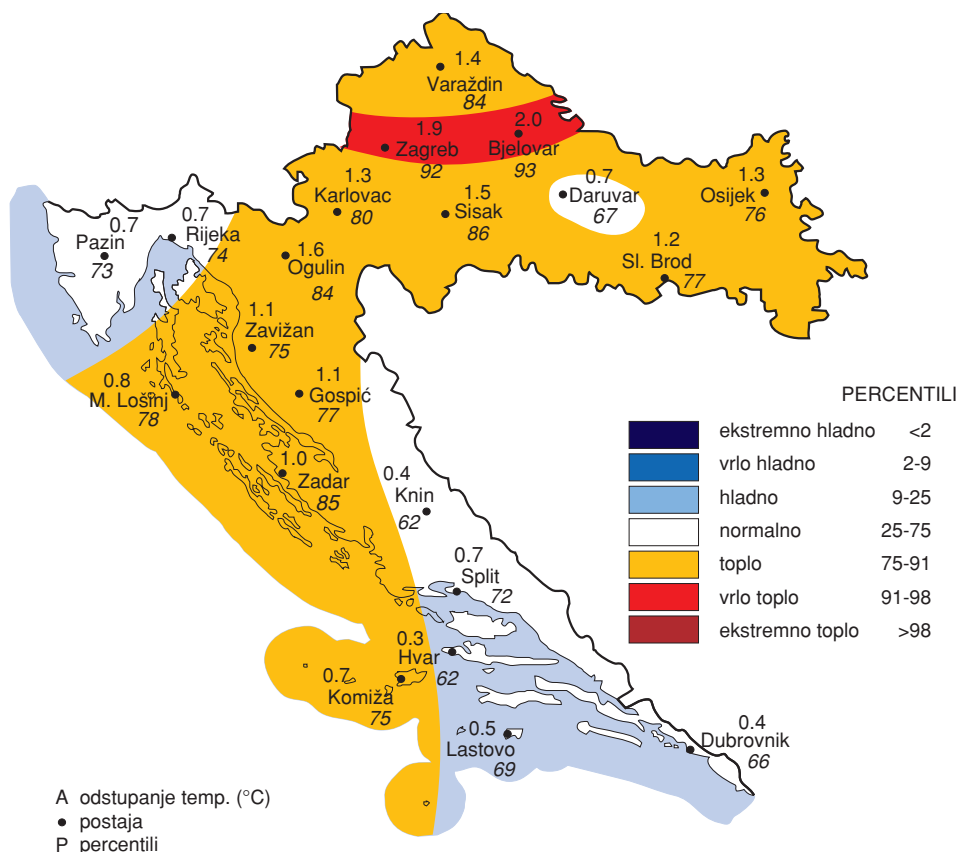 1.4
Varaždin
84
1.9
Zagreb
92
2.0
Bjelovar
93
1.3
Karlovac
80
1.5
Sisak
86
0.7
Daruvar
67
1.3
Osijek
76
1.2
Sl. Brod
77
0.7
Pazin
73
0.7
Rijeka
74
1.6
Ogulin
84
1.1
Zavižan
75
0.8
M. Lošinj
78
1.1
Gospić
77
1.0
Zadar
85
0.4
Knin
62
0.7
Split
72
0.3
Hvar
62
0.7
Komiža
75
0.5
Lastovo
69
0.4
Dubrovnik
66
PERCENTILI
ekstremno hladno <2
vrlo hladno 2-9
hladno 9-25
normalno 25-75
toplo 75-91
vrlo toplo 91-98
ekstremno toplo >98
A odstupanje temp. (°C)
postaja
P percentili